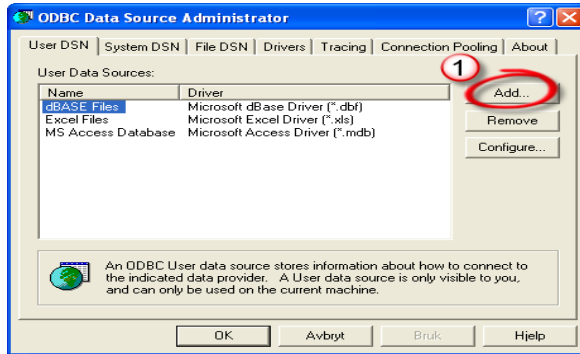 ODBC Data Source Administrator
User DSN System DSN File DSN Drivers Tracing Connection Pooling About
User Data Sources:
1
Name Driver
Add...
dBASE Files Microsoft dBase Driver (*.dbf)
Excel Files Microsoft Excel Driver (*.xls)
MS Access Database Microsoft Access Driver (*.mdb)
Remove
Configure...
An ODBC User data source stores information about how to connect to
the indicated data provider. A User data source is only visible to you,
and can only be used on the current machine.
OK Avbryt Bruk Hjelp